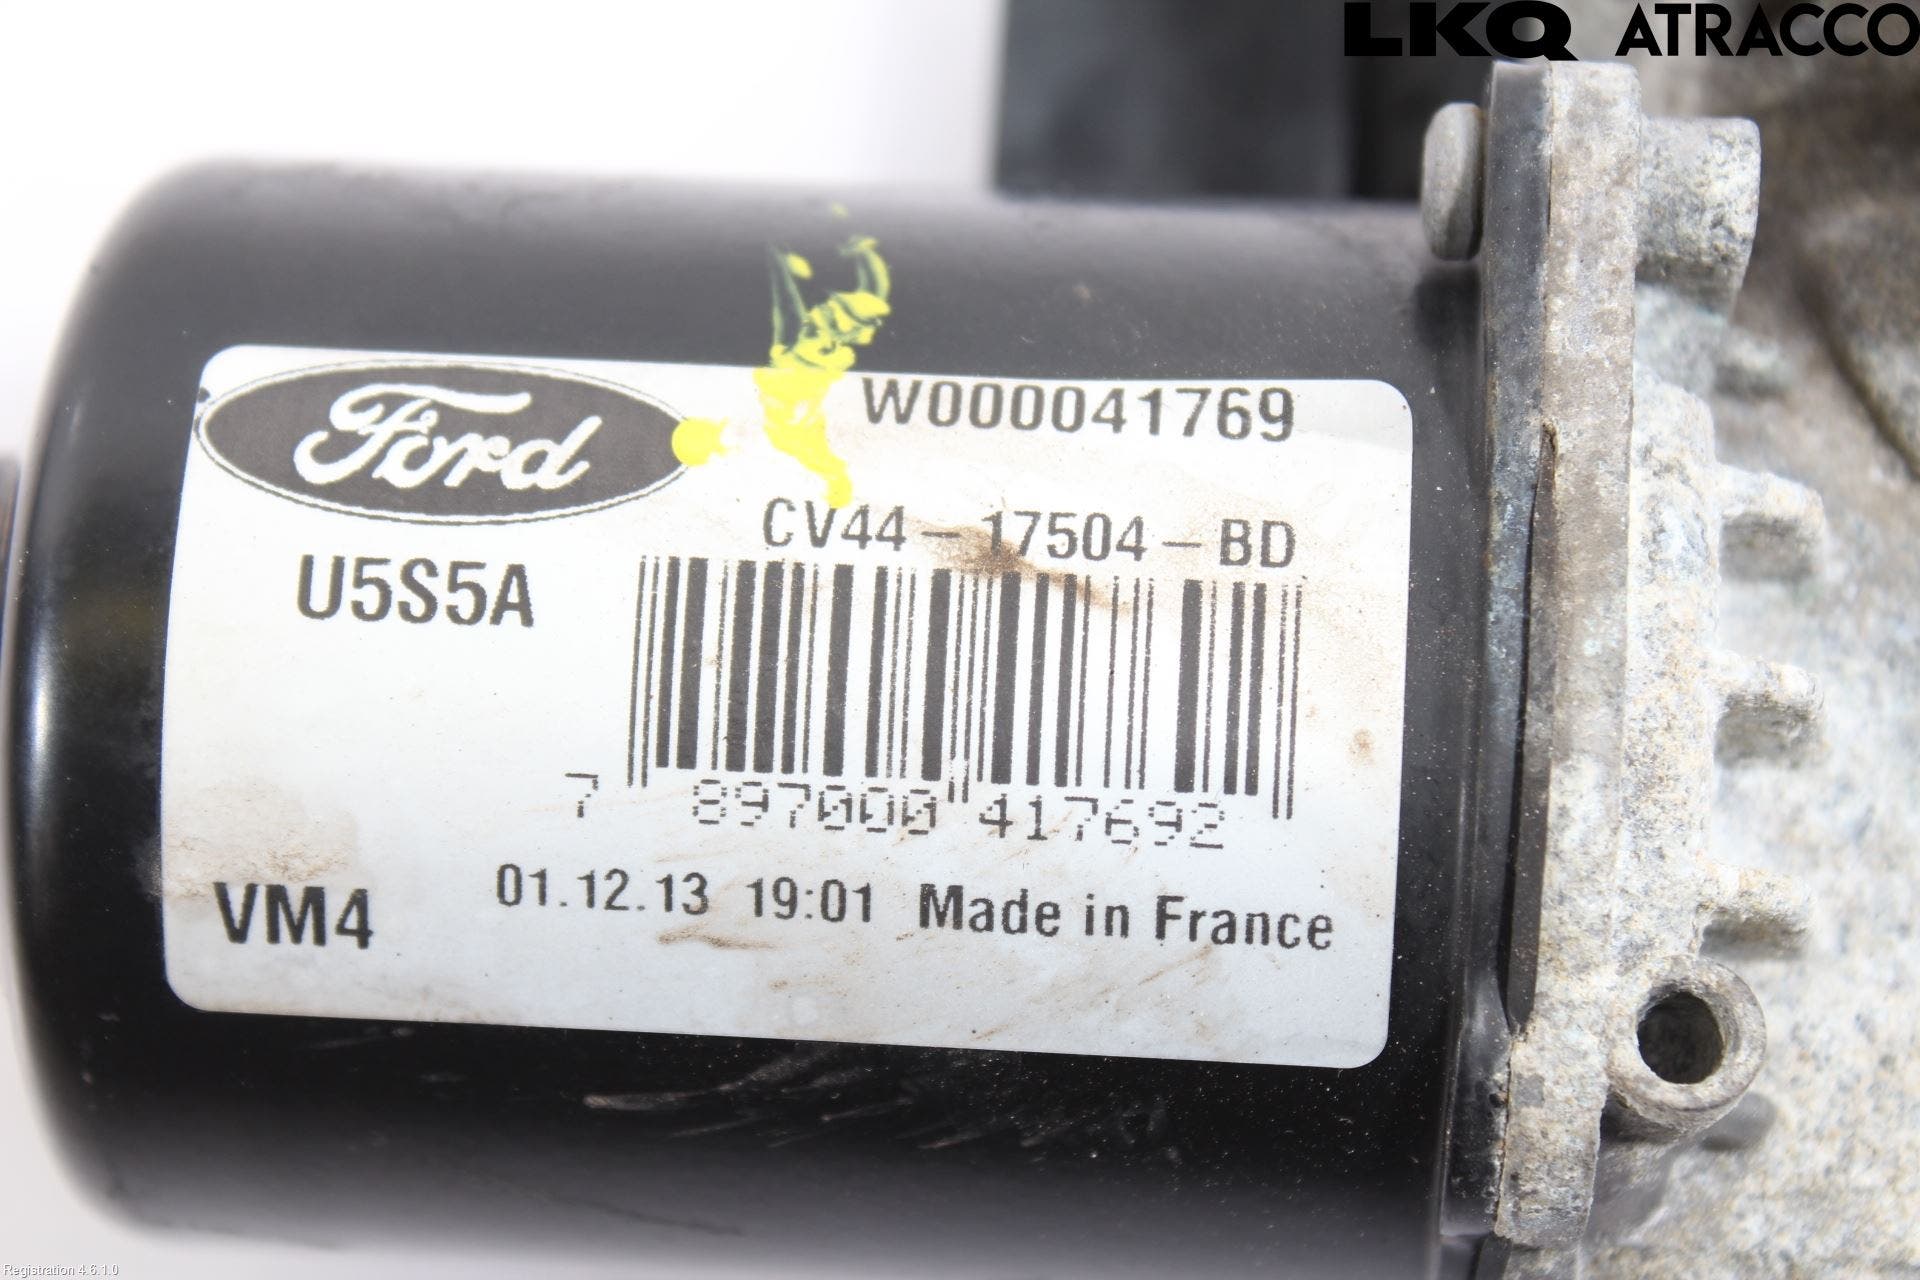 LKQ ATRACCO
Ford
W000041769
CV44-17504-BD
U5S5A
7 897000 417692
01.12.13 19:01 Made in France
VM4
Registration 4.6.1.0